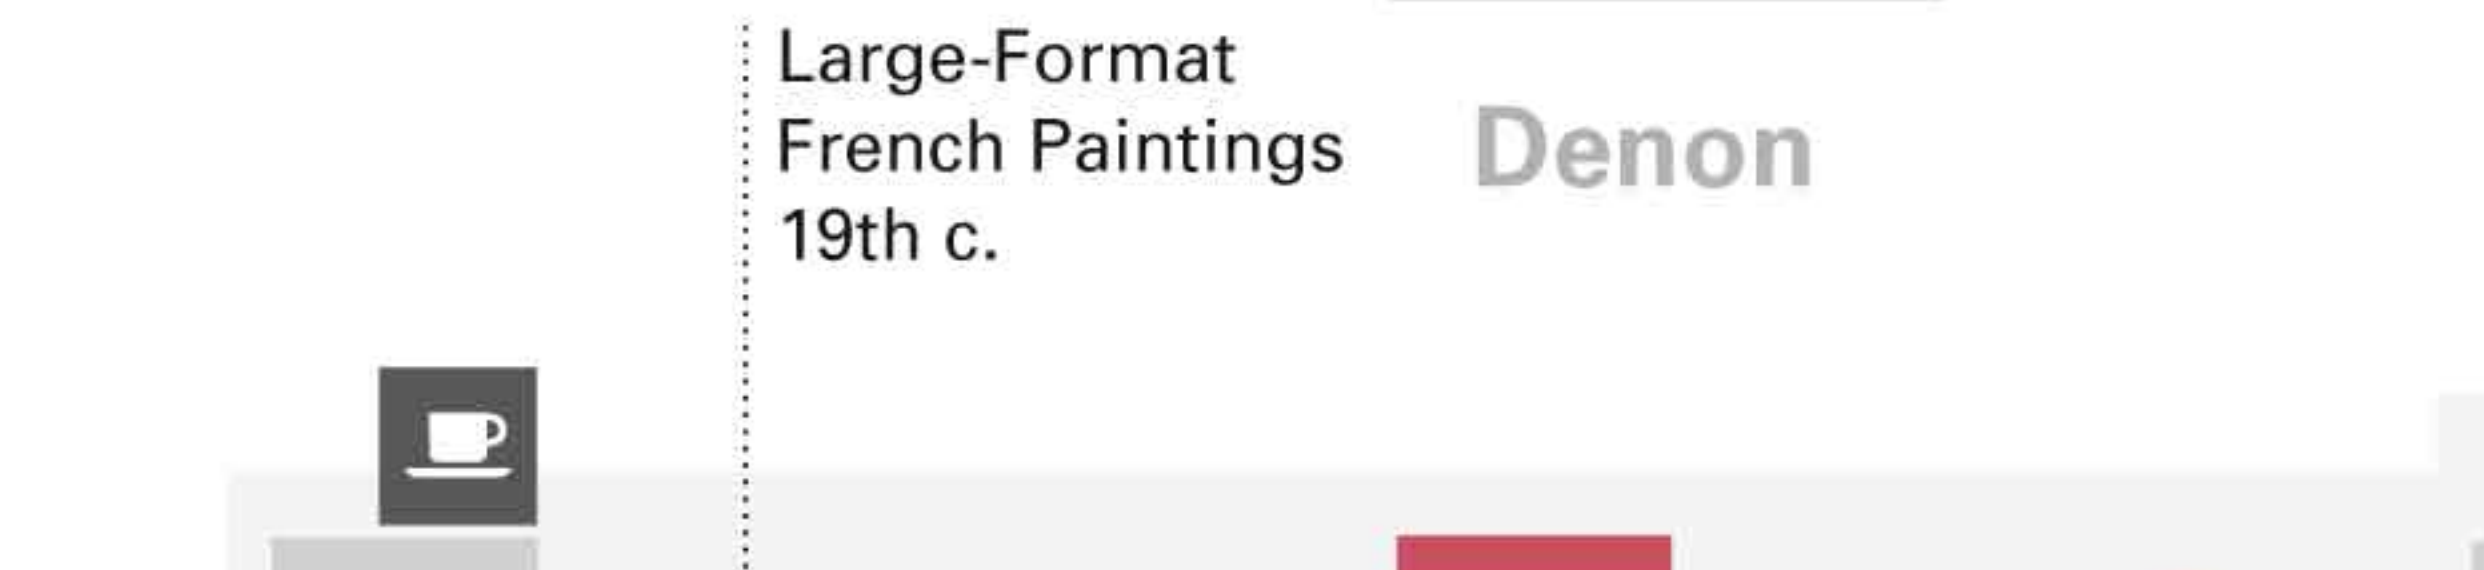 Large-Format
French Paintings
19th c.
Denon